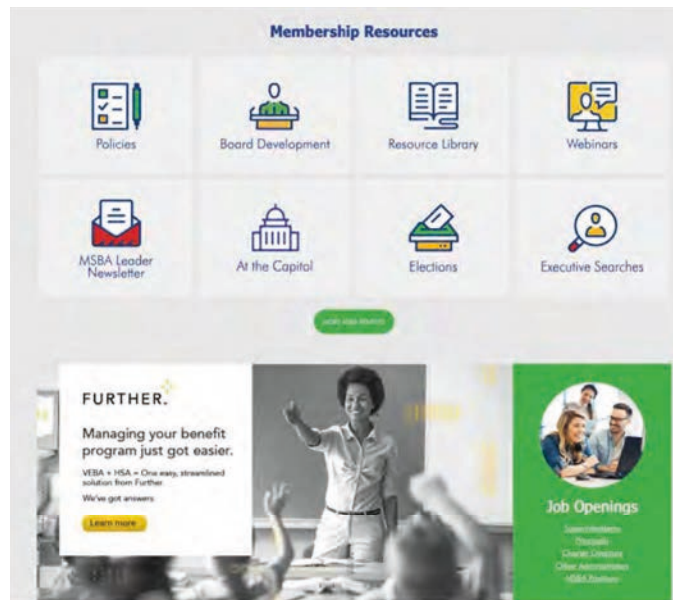 Membership Resources
Policies
Board Development
Resource Library
Webinars
MSBA Leader
Newsletter
At the Capitol
Elections
Executive Searches
FURTHER.
Managing your benefit
program just got easier.
VEBA + HSA = One easy, streamlined
solution from Further.
We've got answers.
Learn more
Job Openings
Superintendents
Principals
Charter Directors
Other Administrators
MSBA Positions